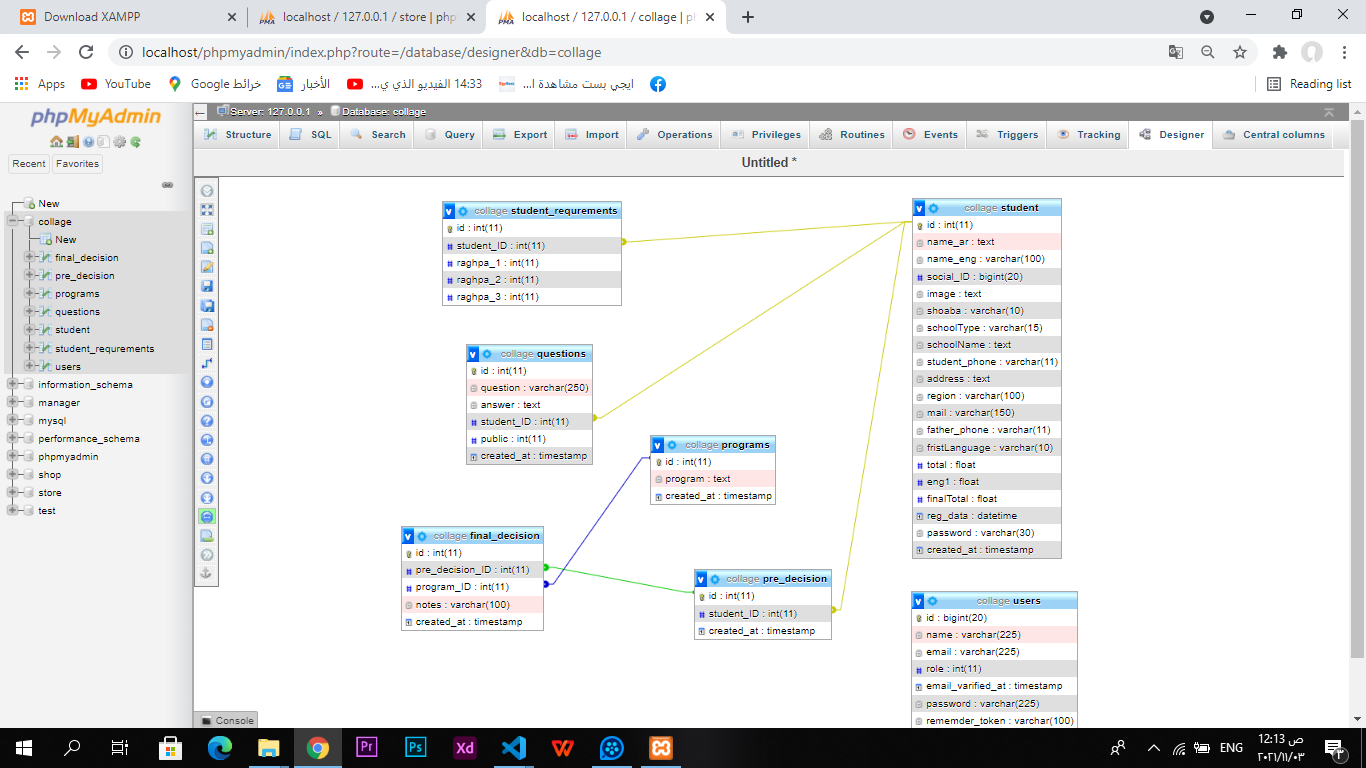 Download XAMPP
localhost / 127.0.0.1 / store | php
localhost / 127.0.0.1 / collage | p
localhost/phpmyadmin/index.php?route=/database/designer&db=collage
Apps
YouTube
خرائط Google
الأخبار
14:33 الفيديو الذي ي...
ايجي بست مشاهدة ا...
Reading list
phpMyAdmin
Recent
Favorites
New
collage
New
final_decision
pre_decision
programs
questions
student
student_requrements
users
information_schema
manager
mysql
performance_schema
phpmyadmin
shop
store
test
Server: 127.0.0.1 » Database: collage
Structure
SQL
Search
Query
Export
Import
Operations
Privileges
Routines
Events
Triggers
Tracking
Designer
Central columns
Untitled *
collage student_requrements
id : int(11)
student_ID : int(11)
raghpa_1 : int(11)
raghpa_2 : int(11)
raghpa_3 : int(11)
collage questions
id : int(11)
question : varchar(250)
answer : text
student_ID : int(11)
public : int(11)
created_at : timestamp
collage programs
id : int(11)
program : text
created_at : timestamp
collage final_decision
id : int(11)
pre_decision_ID : int(11)
program_ID : int(11)
notes : varchar(100)
created_at : timestamp
collage pre_decision
id : int(11)
student_ID : int(11)
created_at : timestamp
collage student
id : int(11)
name_ar : text
name_eng : varchar(100)
social_ID : bigint(20)
image : text
shoaba : varchar(10)
schoolType : varchar(15)
schoolName : text
student_phone : varchar(11)
address : text
region : varchar(100)
mail : varchar(150)
father_phone : varchar(11)
fristLanguage : varchar(10)
total : float
eng1 : float
finalTotal : float
reg_data : datetime
password : varchar(30)
created_at : timestamp
collage users
id : bigint(20)
name : varchar(225)
email : varchar(225)
role : int(11)
email_varified_at : timestamp
password : varchar(225)
rememder_token : varchar(100)
Console
Pr
Ps
Xd
ENG
12:13 ص
٢٠٢١/١١/٠٣
٣